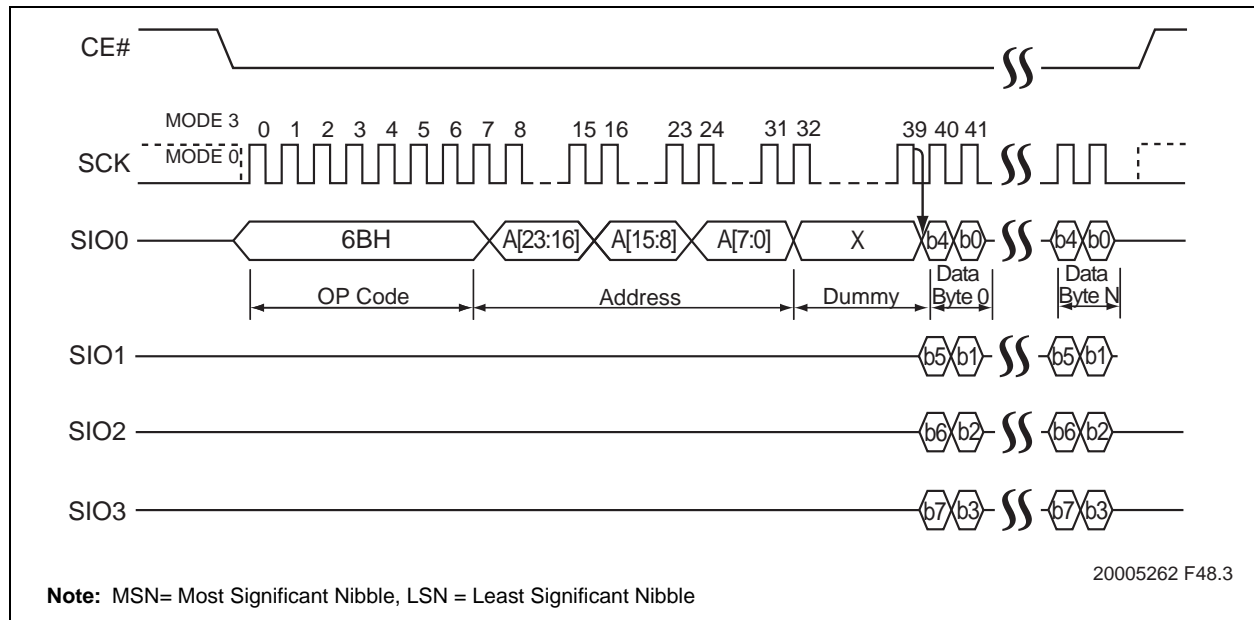 CE#
MODE 3
0 1 2 3 4 5 6 7 8 15 16 23 24 31 32 39 40 41
SCK
MODE 0
SIO0
6BH A[23:16] A[15:8] A[7:0] X b4 b0 b4 b0
OP Code Address Dummy Data Byte 0 Data Byte N
SIO1 b5 b1 b5 b1
SIO2 b6 b2 b6 b2
SIO3 b7 b3 b7 b3
20005262 F48.3
Note: MSN= Most Significant Nibble, LSN = Least Significant Nibble